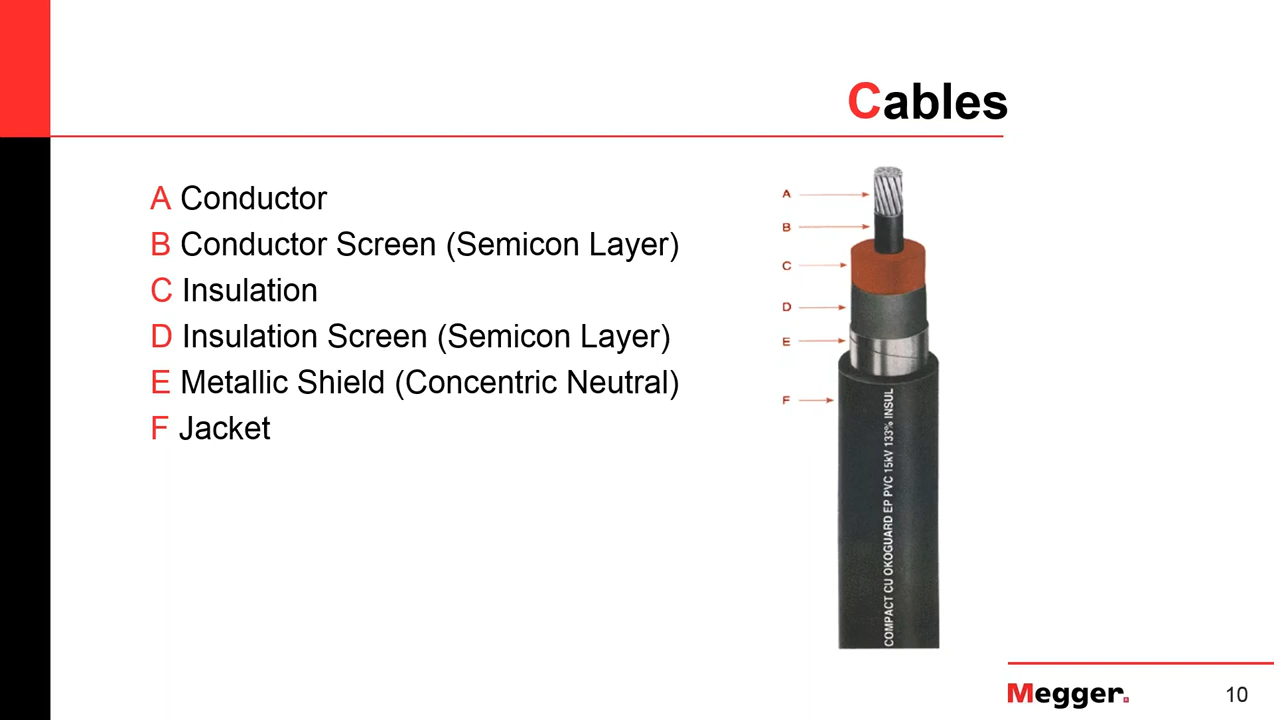 Cables
A Conductor
B Conductor Screen (Semicon Layer)
C Insulation
D Insulation Screen (Semicon Layer)
E Metallic Shield (Concentric Neutral)
F Jacket
A
B
C
D
E
F
COMPACT CU OKOGUARD EP PVC 15kV 133% INSUL
Megger.
10